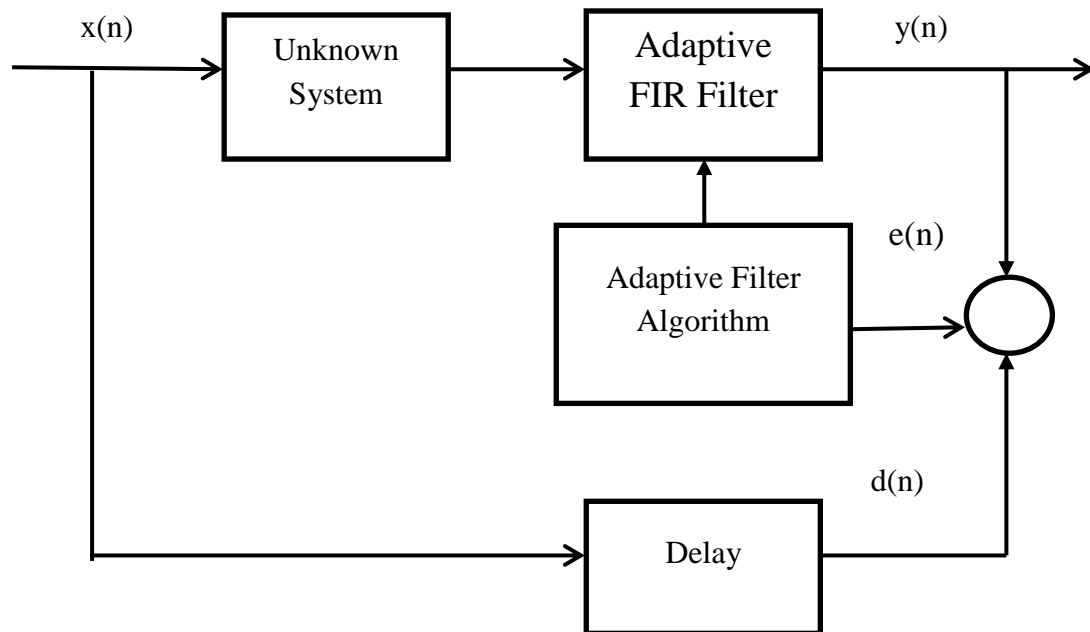 x(n)
Unknown
System
Adaptive
FIR Filter
y(n)
Adaptive Filter
Algorithm
e(n)
d(n)
Delay